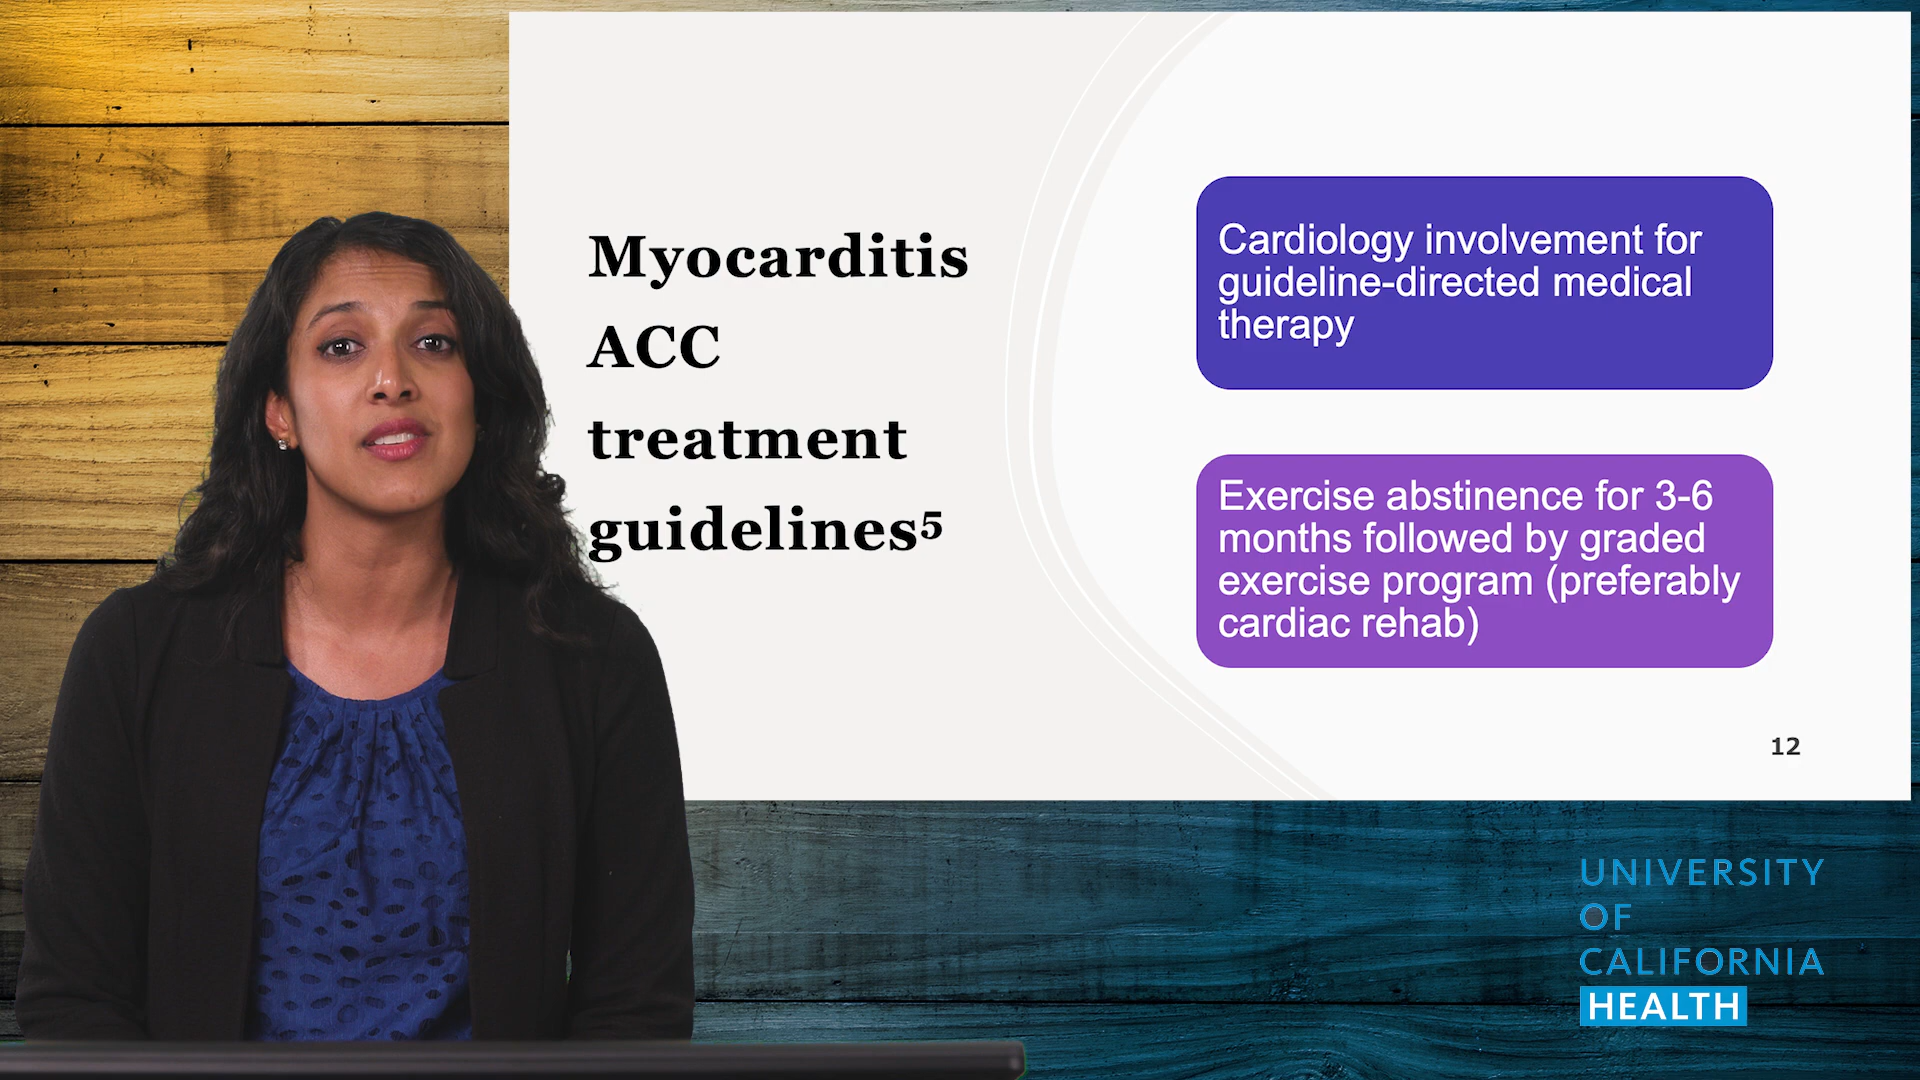 Myocarditis
ACC
treatment
guidelines⁵
Cardiology involvement for
guideline-directed medical
therapy
Exercise abstinence for 3-6
months followed by graded
exercise program (preferably
cardiac rehab)
12
UNIVERSITY
OF
CALIFORNIA
HEALTH